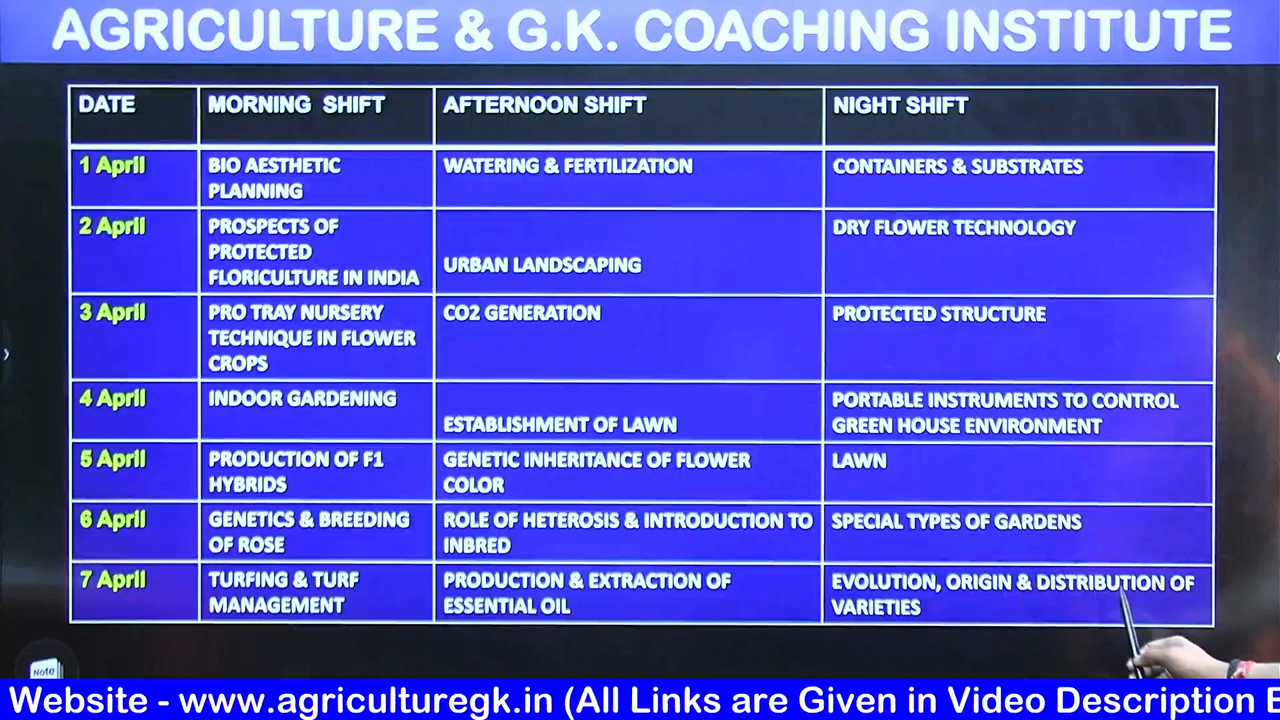 AGRICULTURE & G.K. COACHING INSTITUTE
DATE
MORNING SHIFT
AFTERNOON SHIFT
NIGHT SHIFT
1 April
BIO AESTHETIC
PLANNING
WATERING & FERTILIZATION
CONTAINERS & SUBSTRATES
2 April
PROSPECTS OF
PROTECTED
FLORICULTURE IN INDIA
URBAN LANDSCAPING
DRY FLOWER TECHNOLOGY
3 April
PRO TRAY NURSERY
TECHNIQUE IN FLOWER
CROPS
CO2 GENERATION
PROTECTED STRUCTURE
4 April
INDOOR GARDENING
ESTABLISHMENT OF LAWN
PORTABLE INSTRUMENTS TO CONTROL
GREEN HOUSE ENVIRONMENT
5 April
PRODUCTION OF F1
HYBRIDS
GENETIC INHERITANCE OF FLOWER
COLOR
LAWN
6 April
GENETICS & BREEDING
OF ROSE
ROLE OF HETEROSIS & INTRODUCTION TO
INBRED
SPECIAL TYPES OF GARDENS
7 April
TURFING & TURF
MANAGEMENT
PRODUCTION & EXTRACTION OF
ESSENTIAL OIL
EVOLUTION, ORIGIN & DISTRIBUTION OF
VARIETIES
Note
Website - www.agriculturegk.in (All Links are Given in Video Description